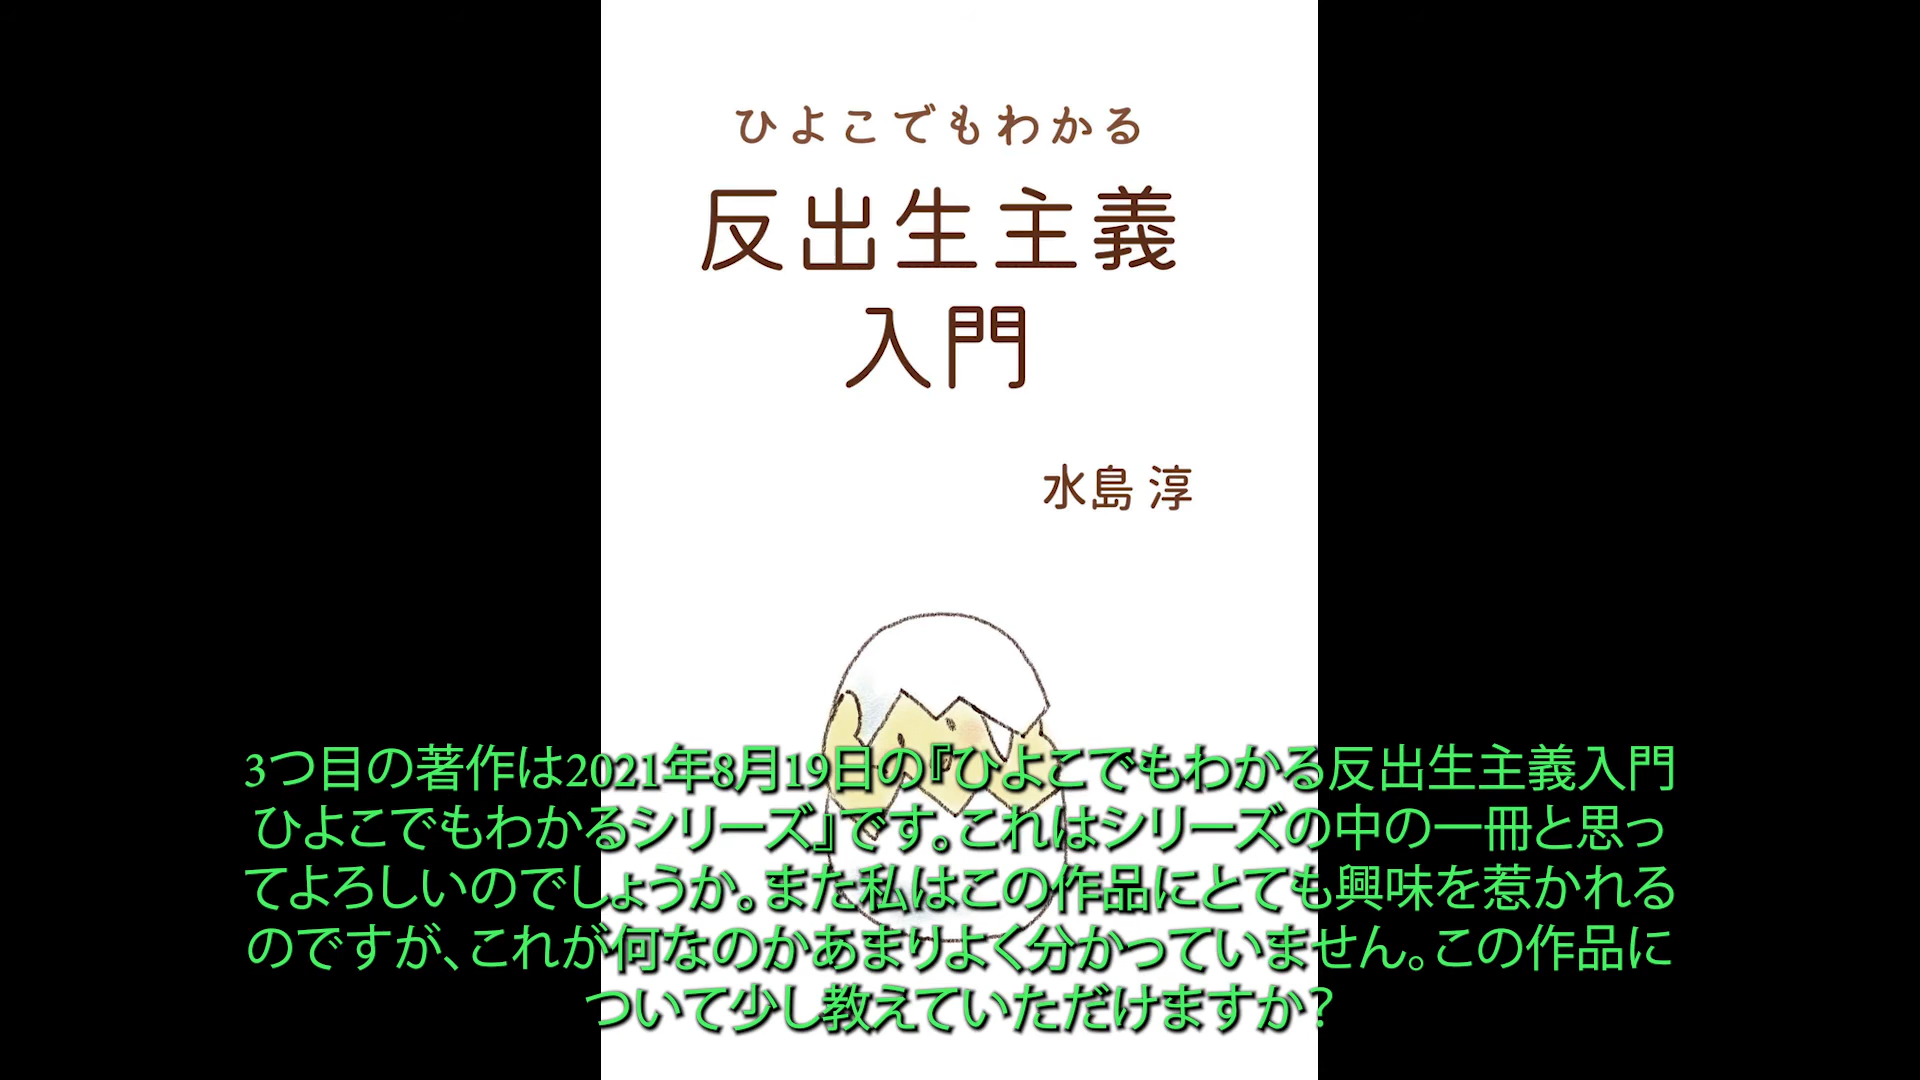 ひよこでもわかる
反出生主義
入門
水島 淳
3つ目の著作は2021年8月19日の『ひよこでもわかる反出生主義入門
ひよこでもわかるシリーズ』です。これはシリーズの中の一冊と思っ
てよろしいのでしょうか。また私はこの作品にとても興味を惹かれる
のですが、これが何なのかあまりよく分かっていません。この作品に
ついて少し教えていただけますか？